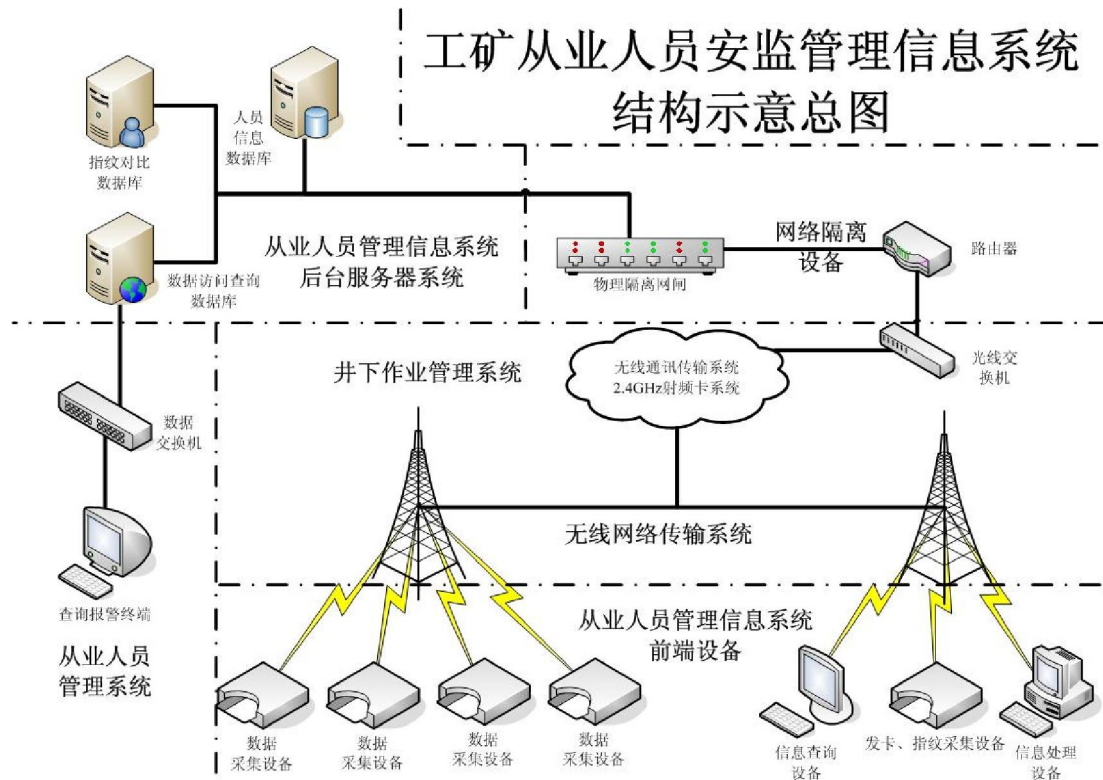 工矿从业人员安监管理信息系统
结构示意总图
人员
信息
数据库
指纹对比
数据库
从业人员管理信息系统
后台服务器系统
数据访问查询
数据库
网络隔离
设备
路由器
物理隔离网闸
井下作业管理系统
无线通讯传输系统
2.4GHz射频卡系统
光线交
换机
数据
交换机
无线网络传输系统
查询报警终端
从业人员
管理系统
从业人员管理信息系统
前端设备
数据
采集设备
数据
采集设备
数据
采集设备
数据
采集设备
信息查询
设备
发卡、指纹采集设备
信息处理
设备